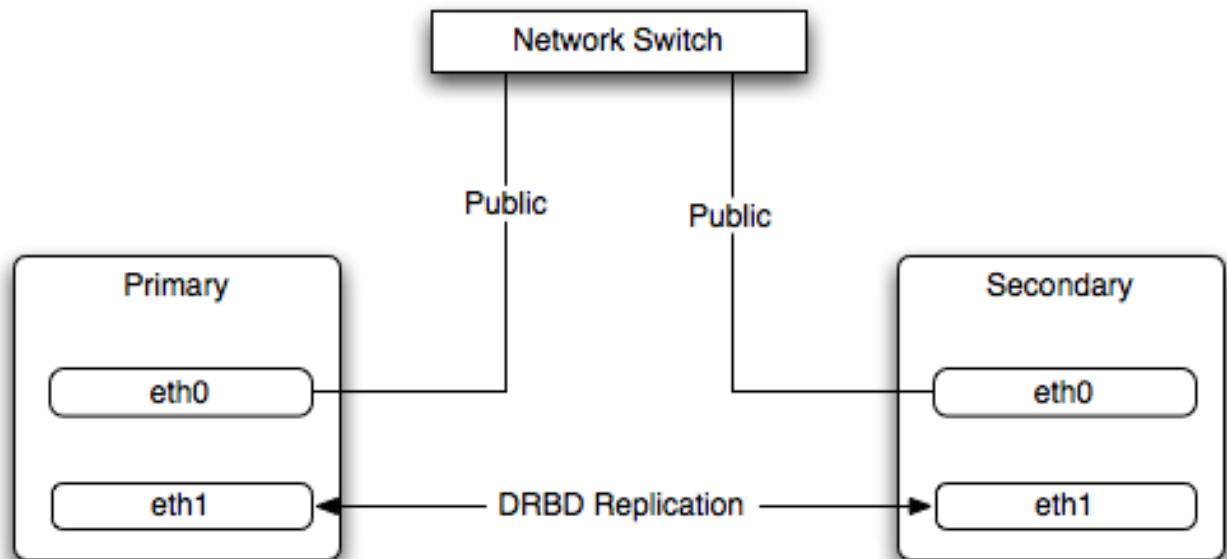 Network Switch
Public
Public
Primary
Secondary
eth0
eth0
eth1
DRBD Replication
eth1